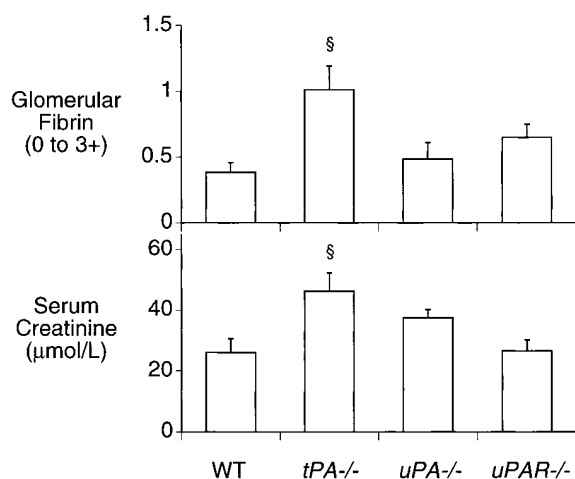 1.5
§
Glomerular
Fibrin
(0 to 3+)
1
0.5
0
60
§
Serum
Creatinine
(μmol/L)
40
20
0
WT tPA-/- uPA-/- uPAR-/-